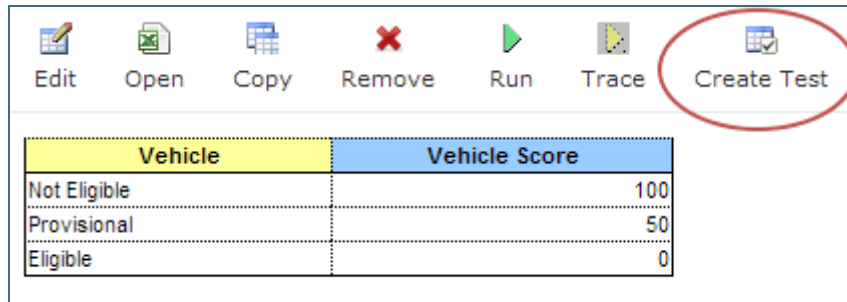 Edit Open Copy Remove Run Trace Create Test
Vehicle Vehicle Score
Not Eligible 100
Provisional 50
Eligible 0